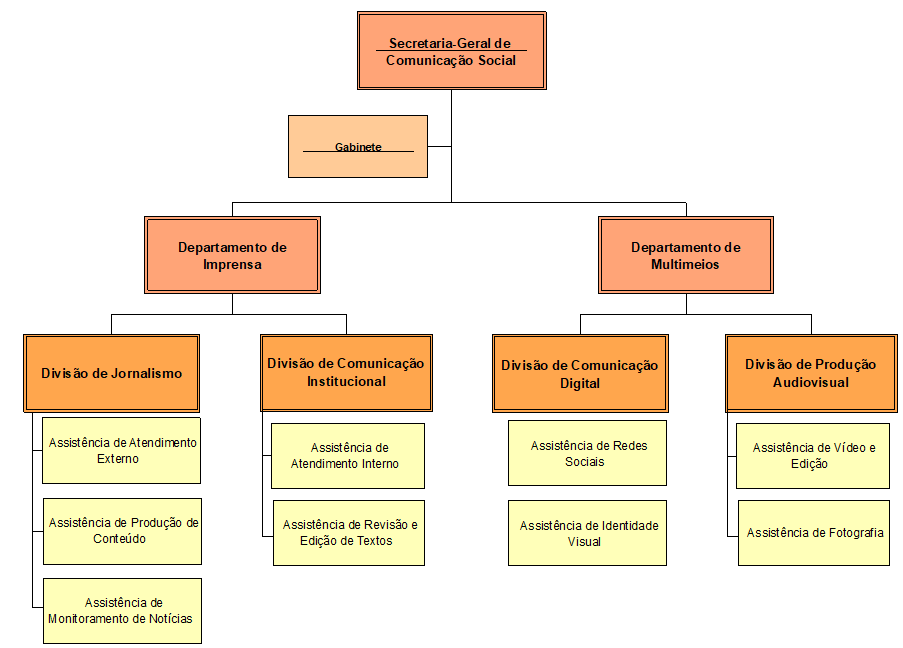 Secretaria-Geral de
Comunicação Social
Gabinete
Departamento de
Imprensa
Departamento de
Multimeios
Divisão de Jornalismo
Divisão de Comunicação
Institucional
Divisão de Comunicação
Digital
Divisão de Produção
Audiovisual
Assistência de Atendimento
Externo
Assistência de Produção de
Conteúdo
Assistência de
Monitoramento de Notícias
Assistência de
Atendimento Interno
Assistência de Revisão e
Edição de Textos
Assistência de Redes
Sociais
Assistência de Identidade
Visual
Assistência de Vídeo e
Edição
Assistência de Fotografia